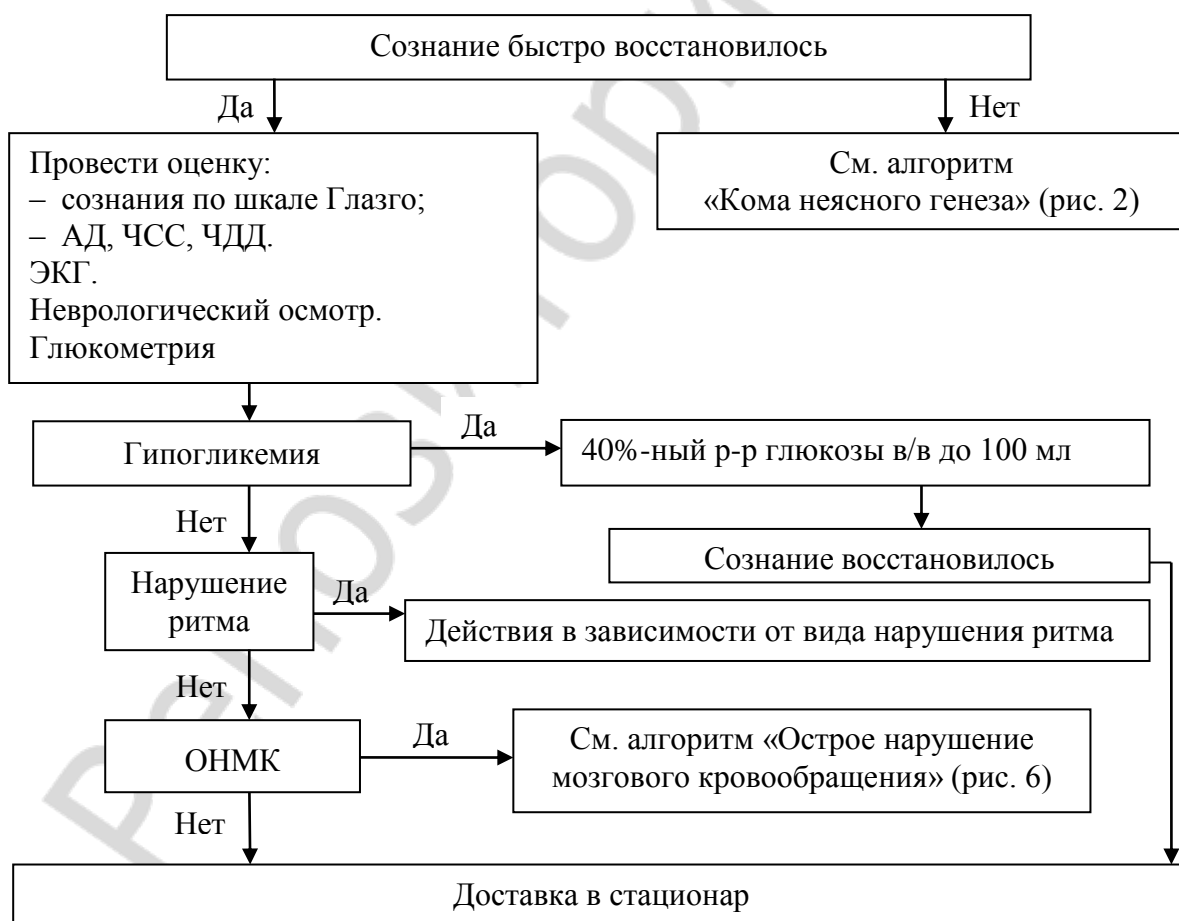 Сознание быстро восстановилось
Да
Нет
Провести оценку:
– сознания по шкале Глазго;
– АД, ЧСС, ЧДД.
ЭКГ.
Неврологический осмотр.
Глюкометрия
См. алгоритм
«Кома неясного генеза» (рис. 2)
Гипогликемия
Да
40%-ный р-р глюкозы в/в до 100 мл
Нет
Сознание восстановилось
Нарушение
ритма
Да
Действия в зависимости от вида нарушения ритма
Нет
ОНМК
Да
См. алгоритм «Острое нарушение
мозгового кровообращения» (рис. 6)
Нет
Доставка в стационар